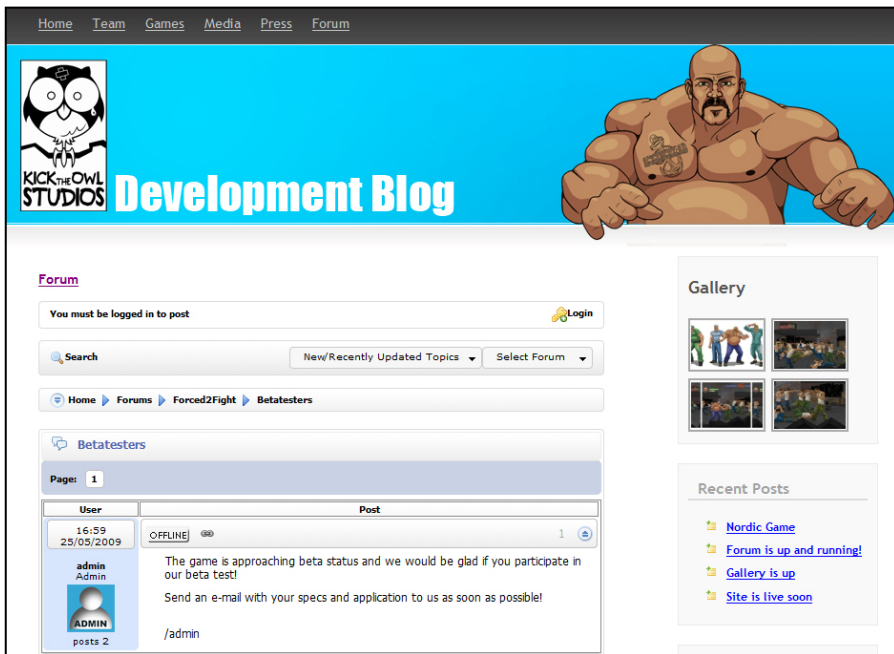 Home Team Games Media Press Forum
KICK THE OWL
STUDIOS
Development Blog
Forum
You must be logged in to post
Login
Search
New/Recently Updated Topics
Select Forum
Home Forums Forced2Fight Betatesters
Betatesters
Page: 1
User Post
16:59
25/05/2009
OFFLINE
1
admin
Admin
ADMIN
posts 2
The game is approaching beta status and we would be glad if you participate in
our beta test!
Send an e-mail with your specs and application to us as soon as possible!
/admin
Gallery
Recent Posts
Nordic Game
Forum is up and running!
Gallery is up
Site is live soon